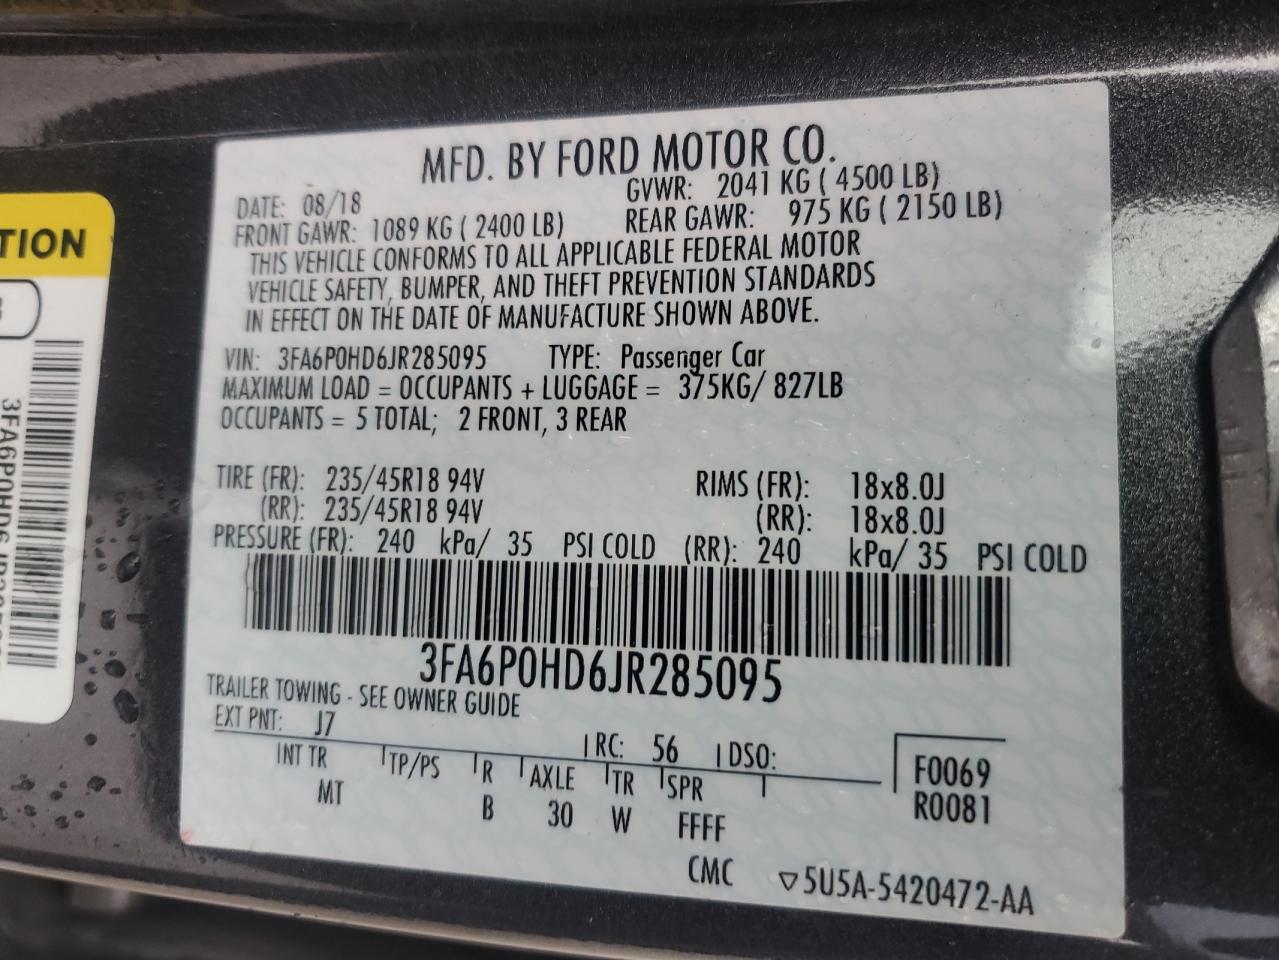 MFD. BY FORD MOTOR CO.
DATE: 08/18 GVWR: 2041 KG ( 4500 LB)
FRONT GAWR: 1089 KG ( 2400 LB) REAR GAWR: 975 KG ( 2150 LB)
THIS VEHICLE CONFORMS TO ALL APPLICABLE FEDERAL MOTOR
VEHICLE SAFETY, BUMPER, AND THEFT PREVENTION STANDARDS
IN EFFECT ON THE DATE OF MANUFACTURE SHOWN ABOVE.
VIN: 3FA6P0HD6JR285095 TYPE: Passenger Car
MAXIMUM LOAD = OCCUPANTS + LUGGAGE = 375KG/ 827LB
OCCUPANTS = 5 TOTAL; 2 FRONT, 3 REAR
TIRE (FR): 235/45R18 94V RIMS (FR): 18x8.0J
(RR): 235/45R18 94V (RR): 18x8.0J
PRESSURE (FR): 240 kPa/ 35 PSI COLD (RR): 240 kPa/ 35 PSI COLD
3FA6P0HD6JR285095
TRAILER TOWING - SEE OWNER GUIDE
EXT PNT: J7 RC: 56 DSO:
INT TR TP/PS R AXLE TR SPR F0069
MT B 30 W FFFF R0081
CMC ▽5U5A-5420472-AA
TION